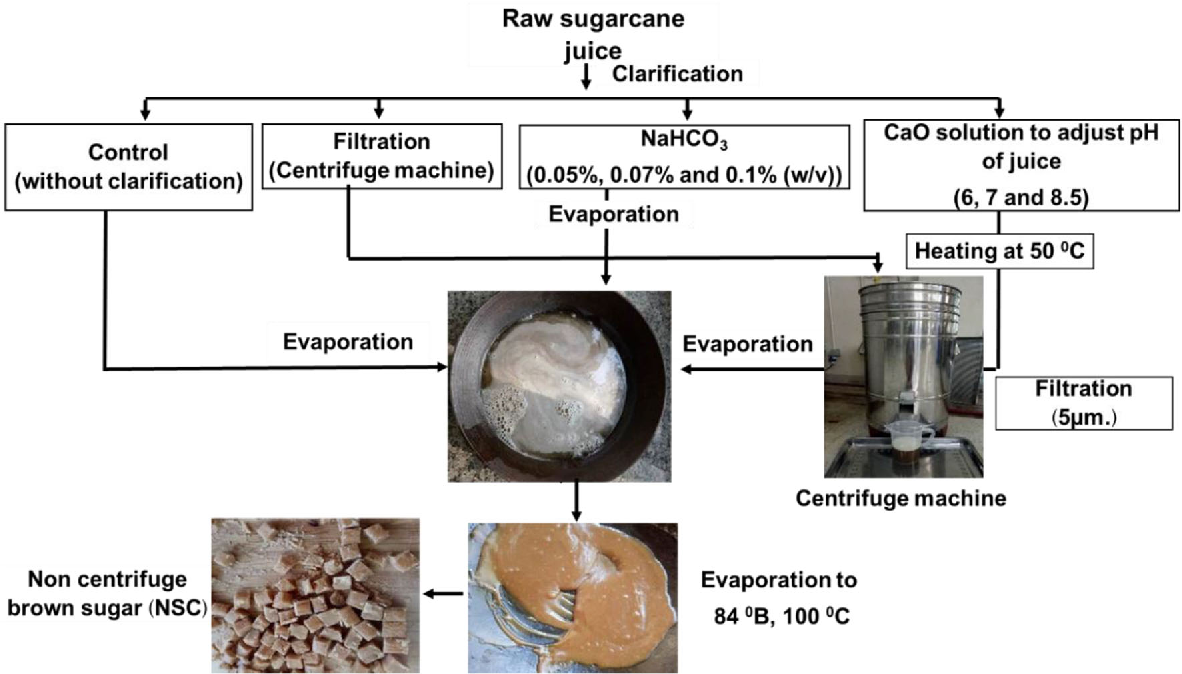 Raw sugarcane
juice
Clarification
Control
(without clarification)
Filtration
(Centrifuge machine)
NaHCO₃
(0.05%, 0.07% and 0.1% (w/v))
CaO solution to adjust pH
of juice
(6, 7 and 8.5)
Evaporation
Heating at 50 ⁰C
Evaporation
Evaporation
Filtration
(5µm.)
Centrifuge machine
Non centrifuge
brown sugar (NSC)
Evaporation to
84 ⁰B, 100 ⁰C